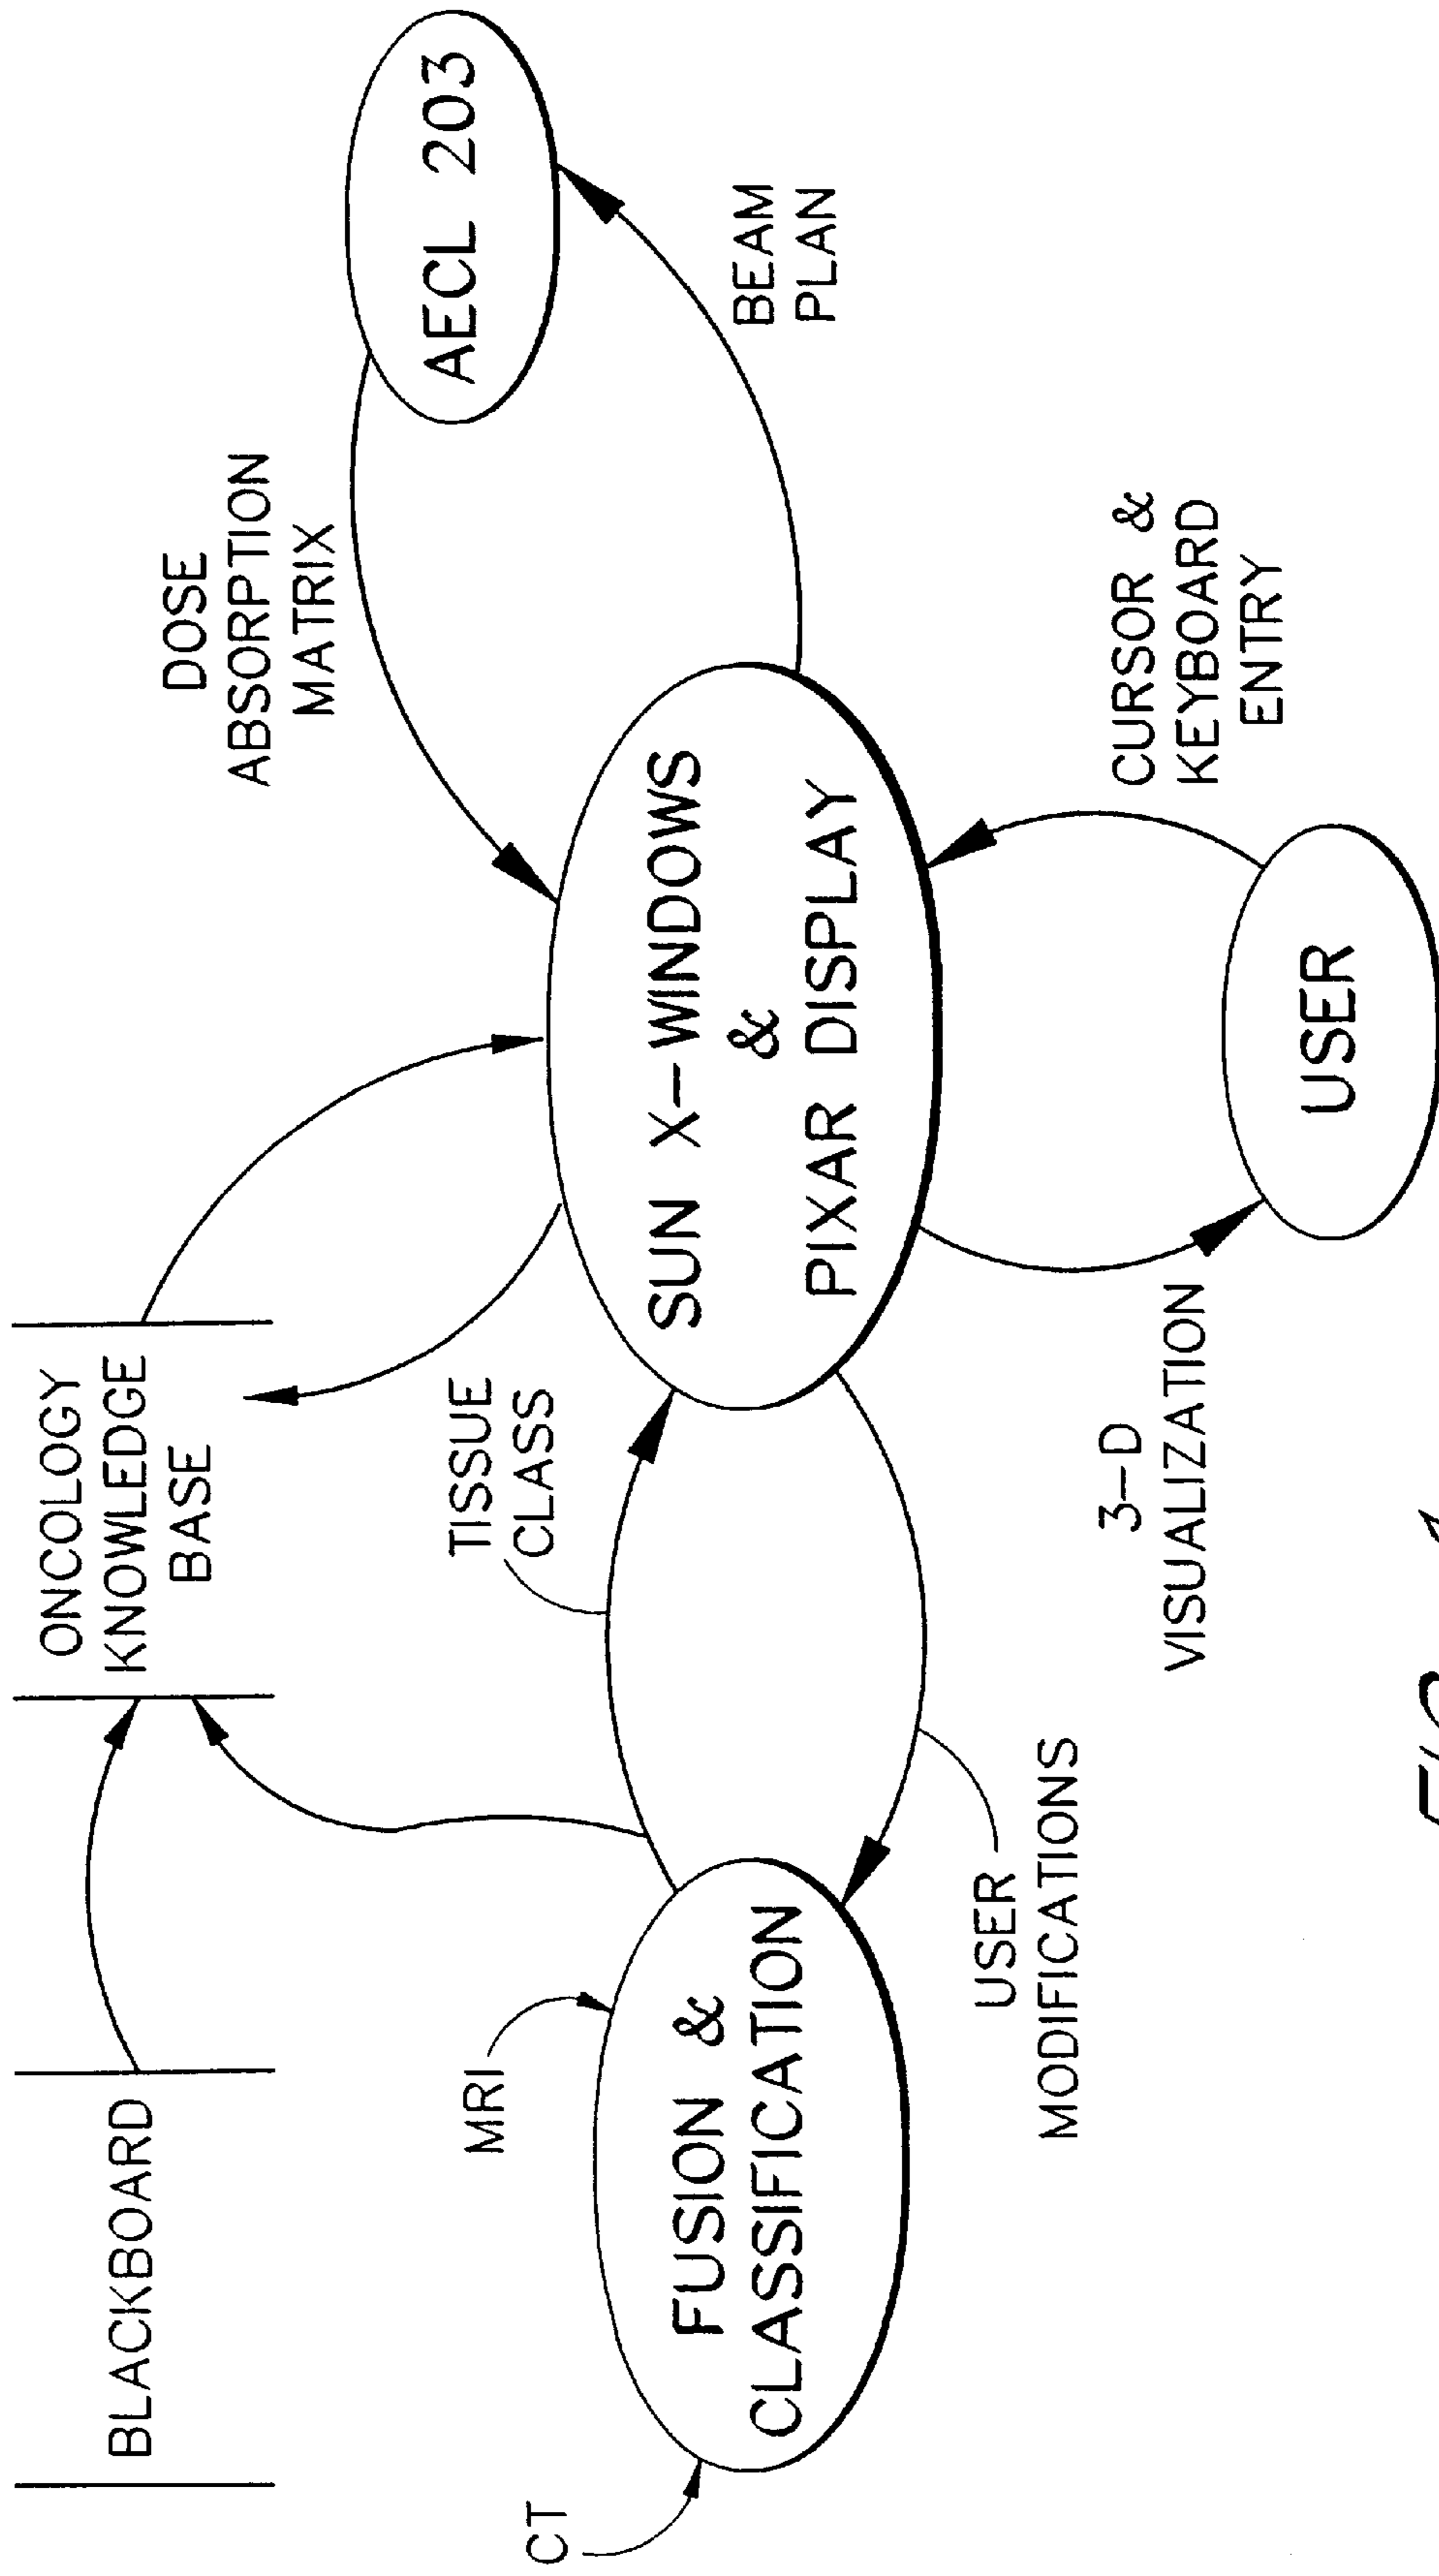 BLACKBOARD
ONCOLOGY
KNOWLEDGE
BASE
DOSE
ABSORPTION
MATRIX
AECL 203
MRI
CT
TISSUE
CLASS
FUSION &
CLASSIFICATION
SUN X-WINDOWS
&
PIXAR DISPLAY
BEAM
PLAN
USER
MODIFICATIONS
3-D
VISUALIZATION
CURSOR &
KEYBOARD
ENTRY
USER